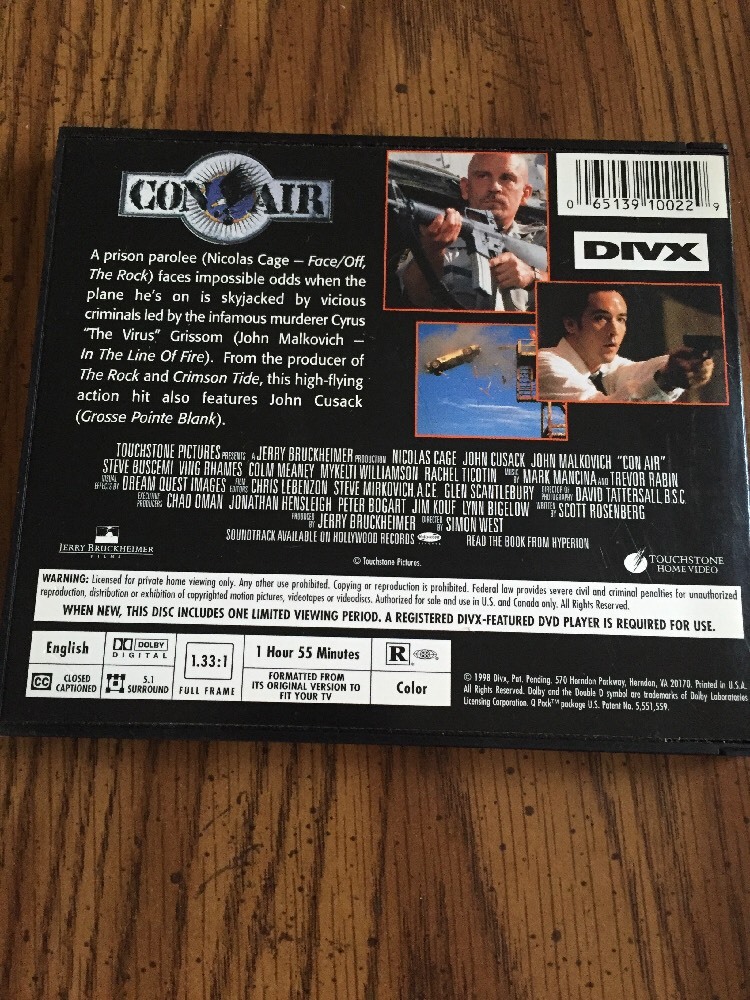 CON AIR
A prison parolee (Nicolas Cage – Face/Off,
The Rock) faces impossible odds when the
plane he's on is skyjacked by vicious
criminals led by the infamous murderer Cyrus
"The Virus" Grissom (John Malkovich –
In The Line Of Fire). From the producer of
The Rock and Crimson Tide, this high-flying
action hit also features John Cusack
(Grosse Pointe Blank).
0 65139 10022 9
DIVX
TOUCHSTONE PICTURES PRESENTS A JERRY BRUCKHEIMER PRODUCTION NICOLAS CAGE JOHN CUSACK JOHN MALKOVICH "CON AIR"
STEVE BUSCEMI VING RHAMES COLM MEANEY MYKELTI WILLIAMSON RACHEL TICOTIN MUSIC BY MARK MANCINA AND TREVOR RABIN
VISUAL EFFECTS BY DREAM QUEST IMAGES FILM EDITORS CHRIS LEBENZON STEVE MIRKOVICH, A.C.E. GLEN SCANTLEBURY DIRECTOR OF PHOTOGRAPHY DAVID TATTERSALL, B.S.C.
EXECUTIVE PRODUCERS CHAD OMAN JONATHAN HENSLEIGH PETER BOGART JIM KOUF LYNN BIGELOW WRITTEN BY SCOTT ROSENBERG
PRODUCED BY JERRY BRUCKHEIMER DIRECTED BY SIMON WEST
SOUNDTRACK AVAILABLE ON HOLLYWOOD RECORDS READ THE BOOK FROM HYPERION
JERRY BRUCKHEIMER
FILMS
© Touchstone Pictures.
TOUCHSTONE
HOME VIDEO
WARNING: Licensed for private home viewing only. Any other use prohibited. Copying or reproduction is prohibited. Federal law provides severe civil and criminal penalties for unauthorized
reproduction, distribution or exhibition of copyrighted motion pictures, videotapes or videodiscs. Authorized for sale and use in U.S. and Canada only. All Rights Reserved.
WHEN NEW, THIS DISC INCLUDES ONE LIMITED VIEWING PERIOD. A REGISTERED DIVX-FEATURED DVD PLAYER IS REQUIRED FOR USE.
English
DOLBY
DIGITAL
1.33:1
FULL FRAME
1 Hour 55 Minutes
R
CC CLOSED
CAPTIONED
5.1
SURROUND
FORMATTED FROM
ITS ORIGINAL VERSION TO
FIT YOUR TV
Color
© 1998 Divx, Pat. Pending. 570 Herndon Parkway, Herndon, VA 20170. Printed in U.S.A.
All Rights Reserved. Dolby and the Double D symbol are trademarks of Dolby Laboratories
Licensing Corporation. Q Pack™ package U.S. Patent No. 5,551,559.